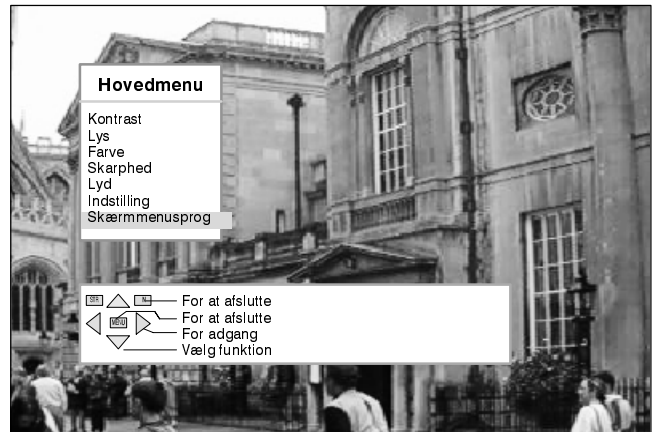 Hovedmenu
Kontrast
Lys
Farve
Skarphed
Lyd
Indstilling
Skærmmenusprog
STR N For at afslutte
MENU For at afslutte
For adgang
Vælg funktion